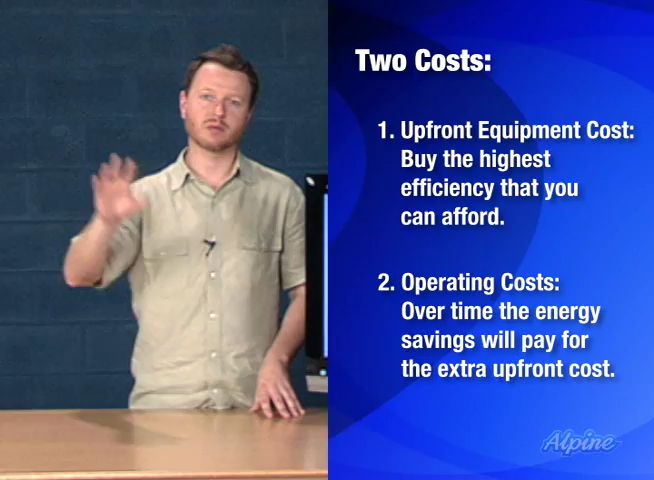 Two Costs:
1. Upfront Equipment Cost:
Buy the highest
efficiency that you
can afford.
2. Operating Costs:
Over time the energy
savings will pay for
the extra upfront cost.
Alpine